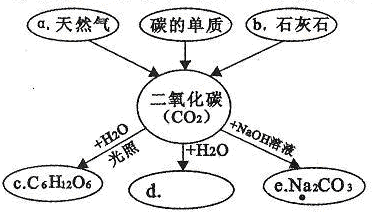 a. 天然气
碳的单质
b. 石灰石
二氧化碳
(CO₂)
+H₂O
光照
+H₂O
+NaOH溶液
c.C₆H₁₂O₆
d.
e.Na₂CO₃